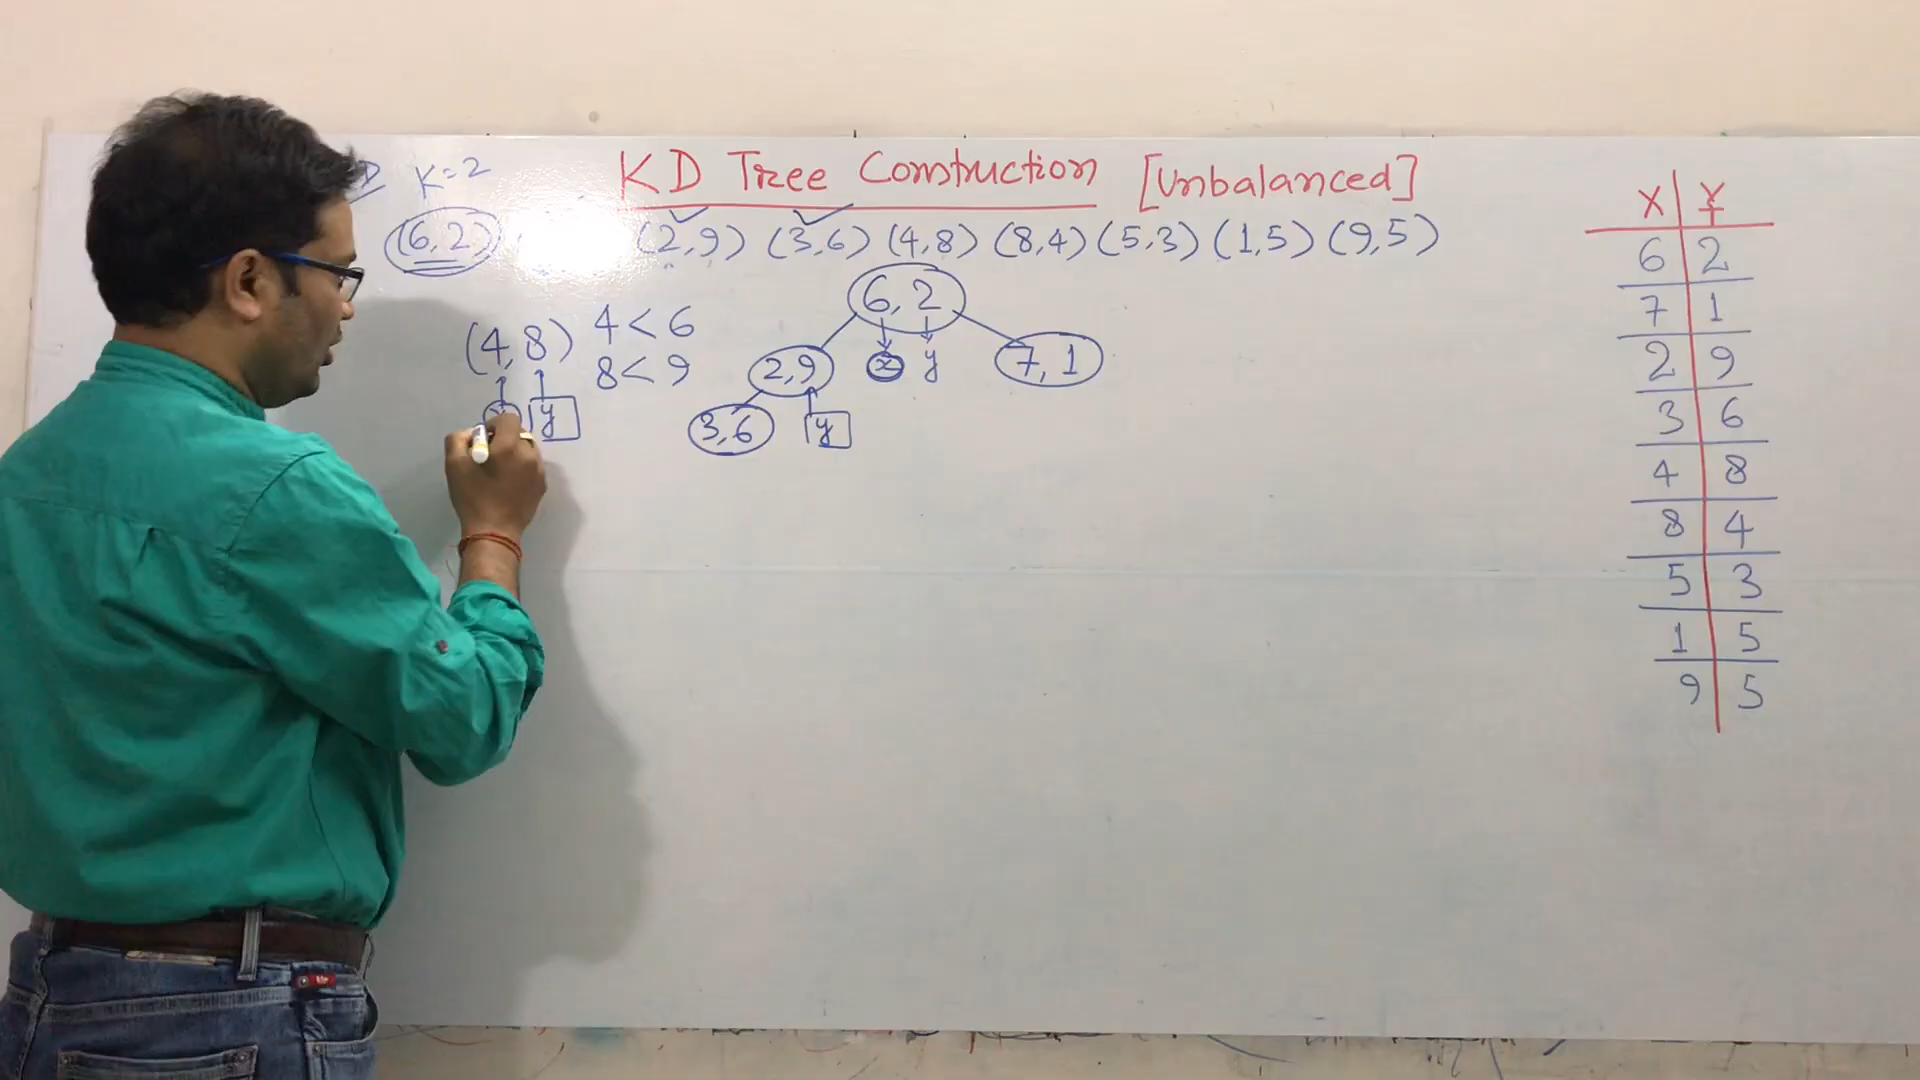 K=2
KD Tree Construction [Unbalanced]
(6,2) (2,9) (3,6) (4,8) (8,4) (5,3) (1,5) (9,5)
6, 2
(4,8) 4<6
8<9
2,9 x y 7, 1
y
3,6 y
X Y
6 2
7 1
2 9
3 6
4 8
8 4
5 3
1 5
9 5